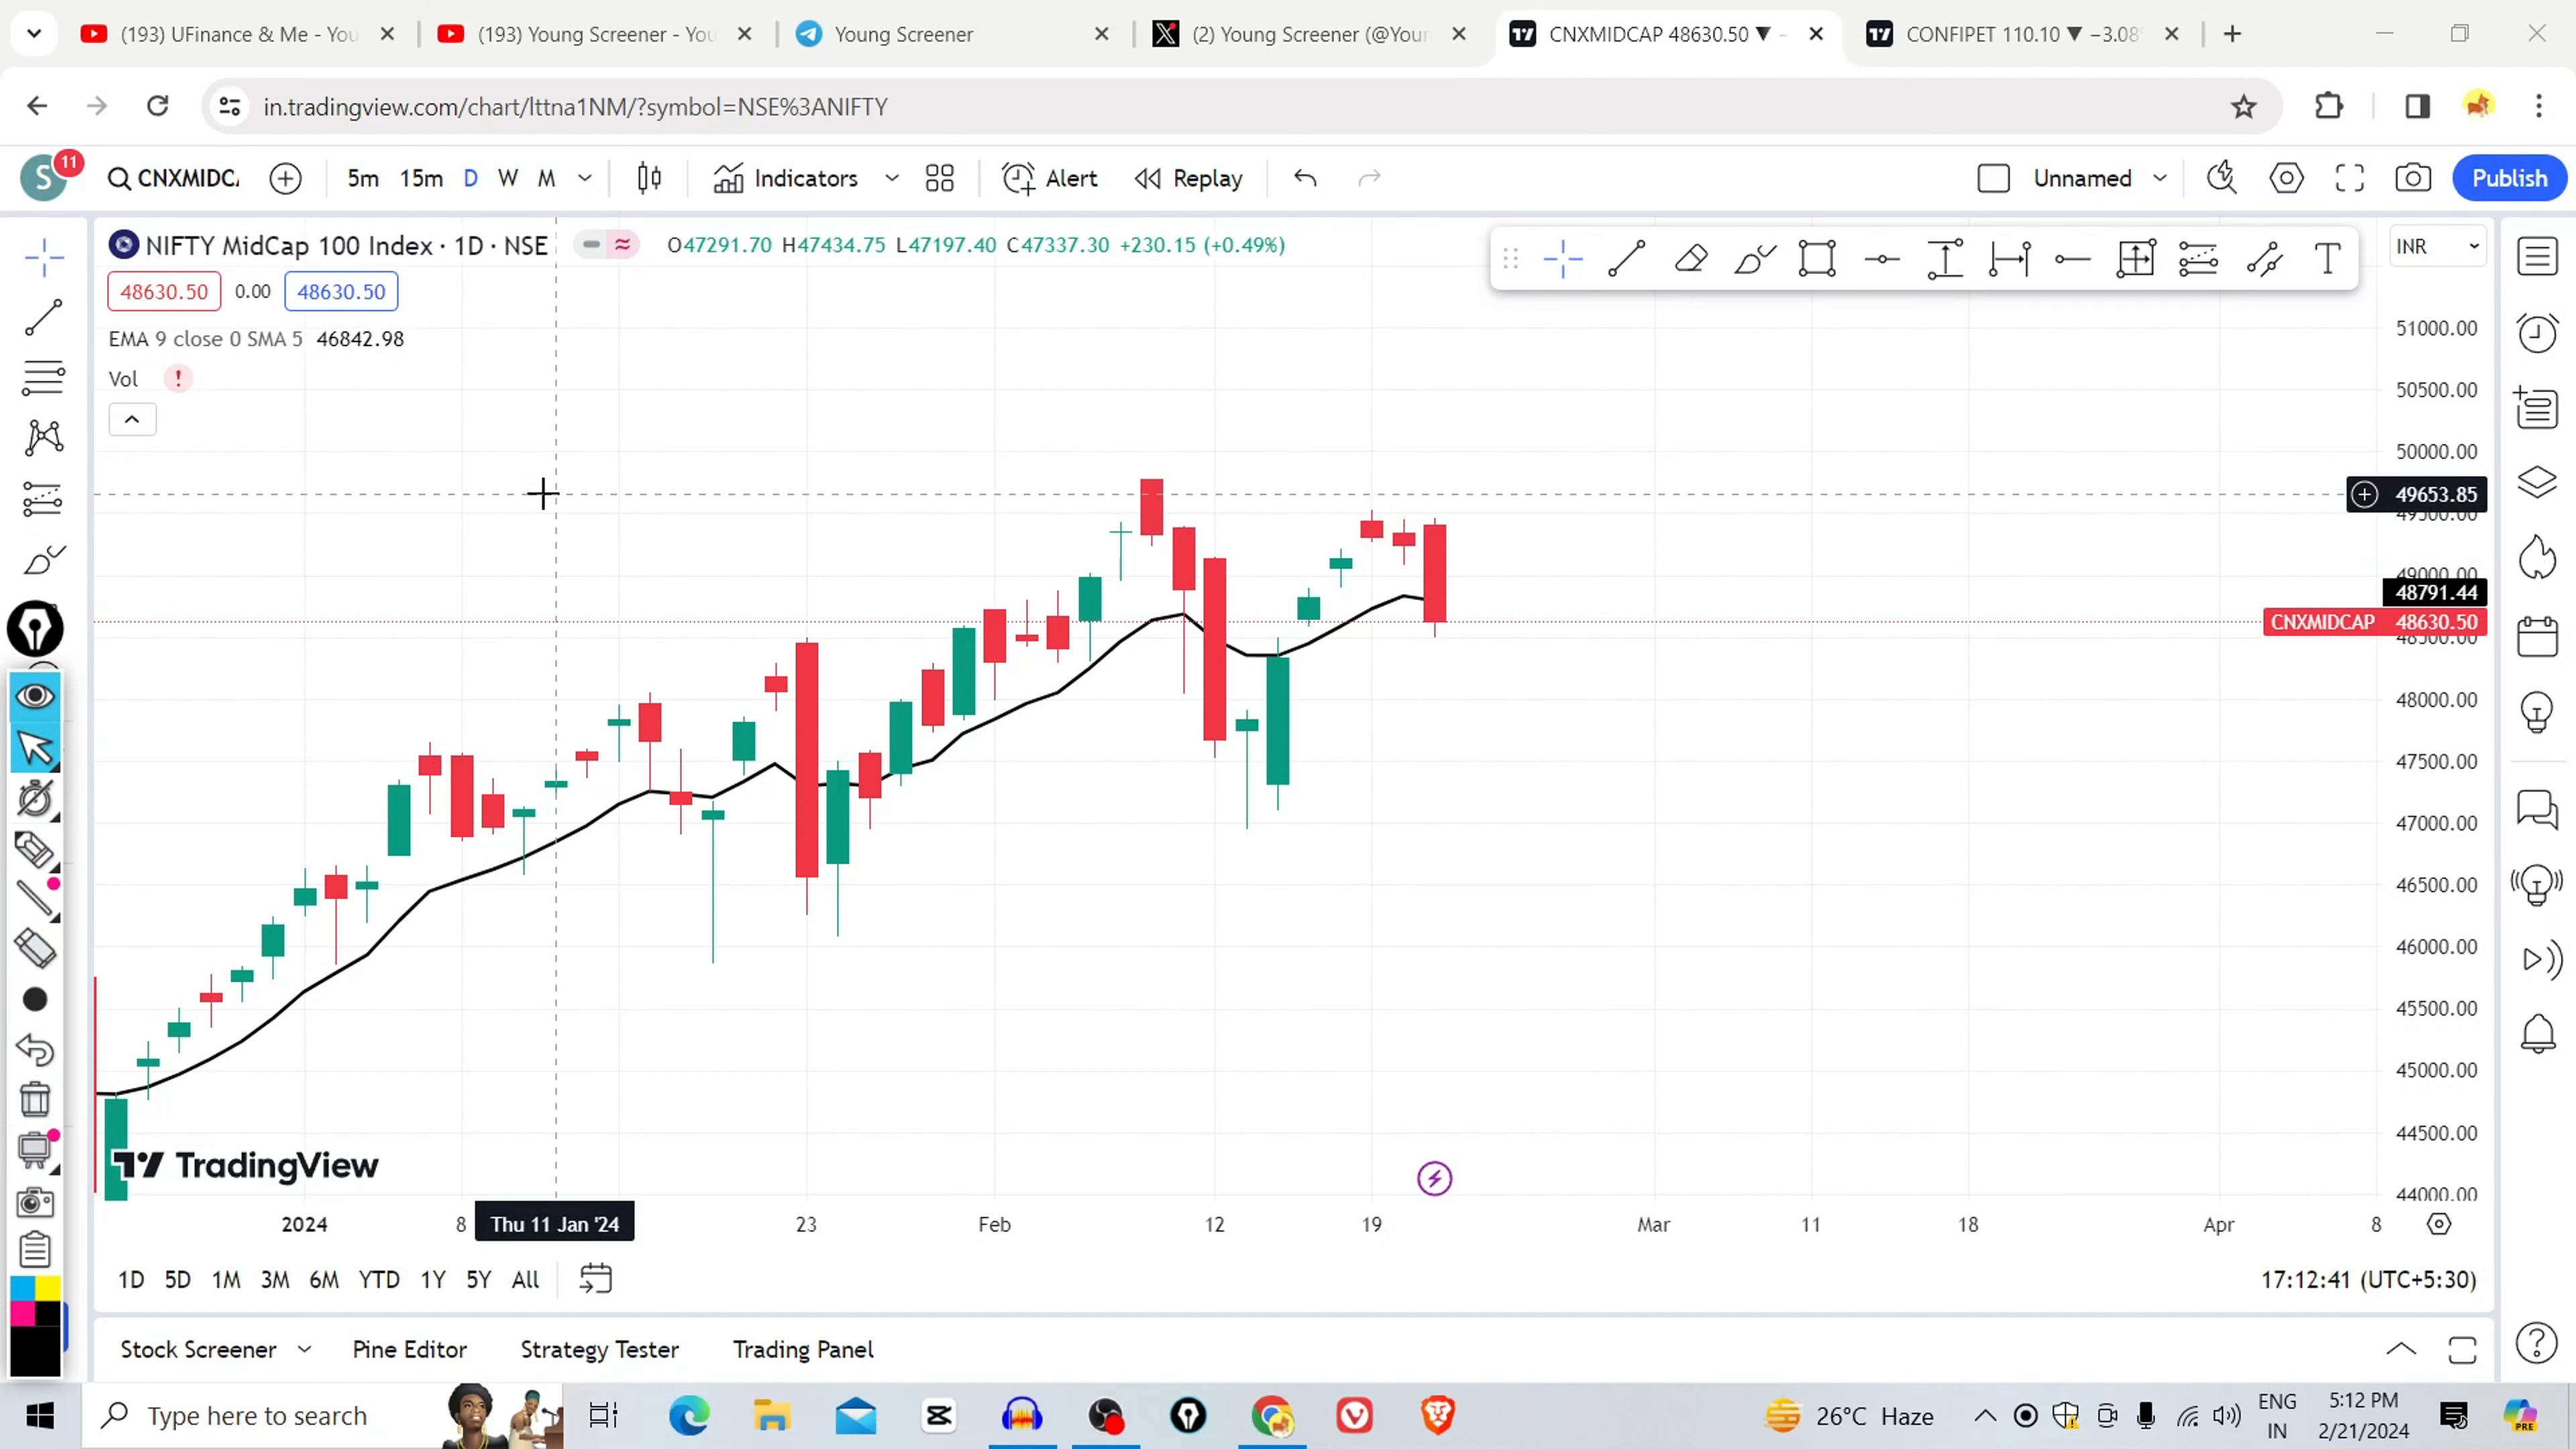 (193) UFinance & Me - You
(193) Young Screener - You
Young Screener
(2) Young Screener (@Your
CNXMIDCAP 48630.50 ▼ −
CONFIPET 110.10 ▼ −3.08
in.tradingview.com/chart/lttna1NM/?symbol=NSE%3ANIFTY
S
11
CNXMIDC
5m
15m
D
W
M
Indicators
Alert
Replay
Unnamed
Publish
NIFTY MidCap 100 Index · 1D · NSE
O47291.70 H47434.75 L47197.40 C47337.30 +230.15 (+0.49%)
INR
48630.50
0.00
48630.50
EMA 9 close 0 SMA 5 46842.98
Vol
!
51000.00
50500.00
50000.00
49653.85
49500.00
49000.00
48791.44
CNXMIDCAP 48630.50
48500.00
48000.00
47500.00
47000.00
46500.00
46000.00
45500.00
45000.00
44500.00
44000.00
TradingView
2024
8
Thu 11 Jan '24
23
Feb
12
19
Mar
11
18
Apr
8
1D 5D 1M 3M 6M YTD 1Y 5Y All
17:12:41 (UTC+5:30)
Stock Screener
Pine Editor
Strategy Tester
Trading Panel
Type here to search
26°C Haze
ENG
IN
5:12 PM
2/21/2024
PRE